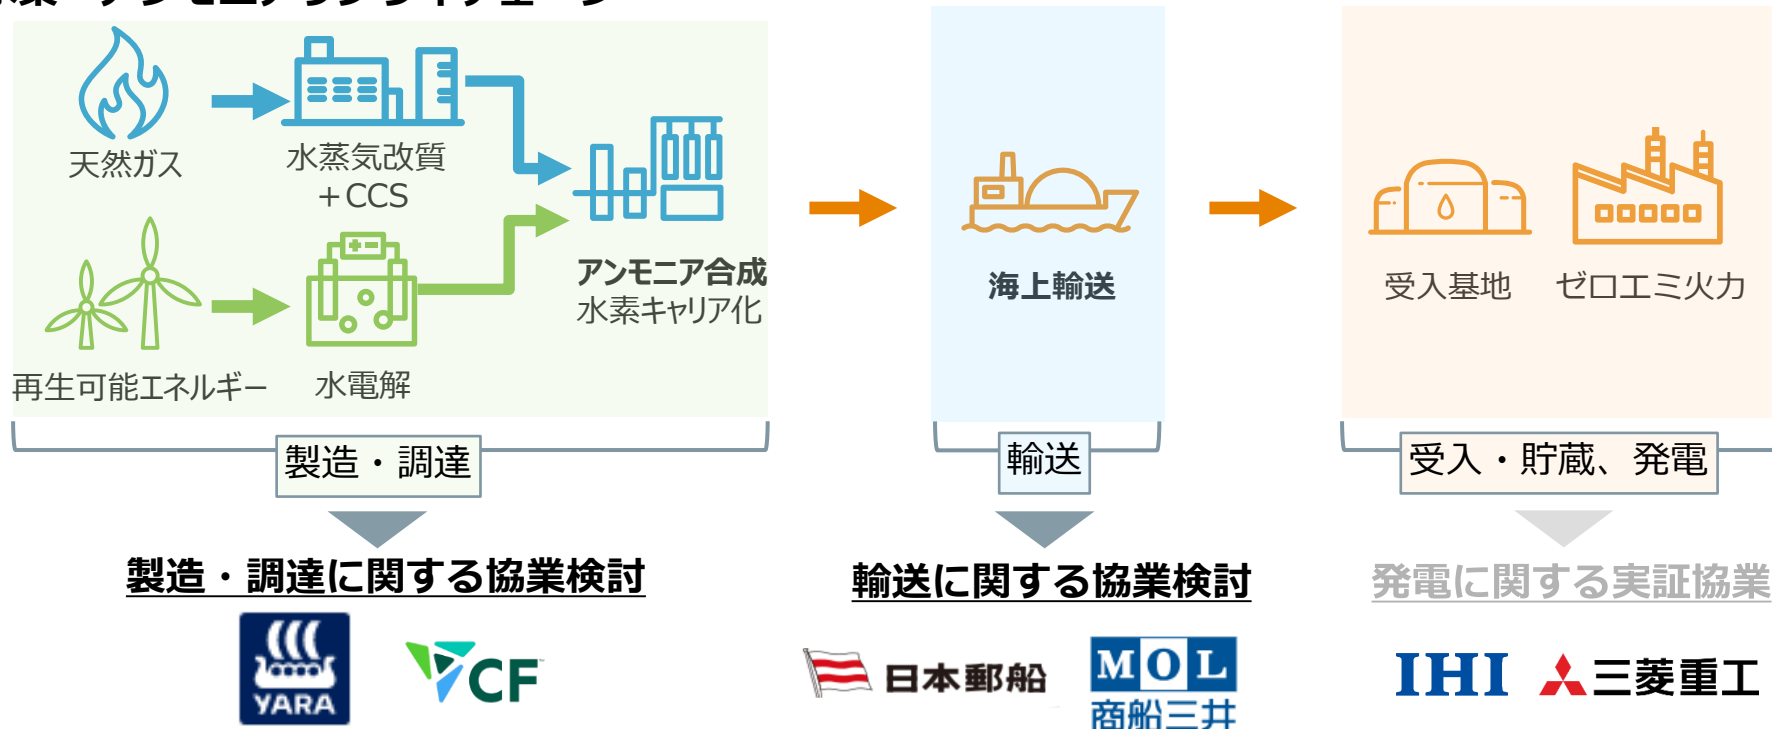 天然ガス
水蒸気改質
+CCS
アンモニア合成
水素キャリア化
再生可能エネルギー
水電解
海上輸送
受入基地
ゼロエミ火力
製造・調達
輸送
受入・貯蔵、発電
製造・調達に関する協業検討
輸送に関する協業検討
発電に関する実証協業
YARA
CF
日本郵船
MOL
商船三井
IHI
三菱重工